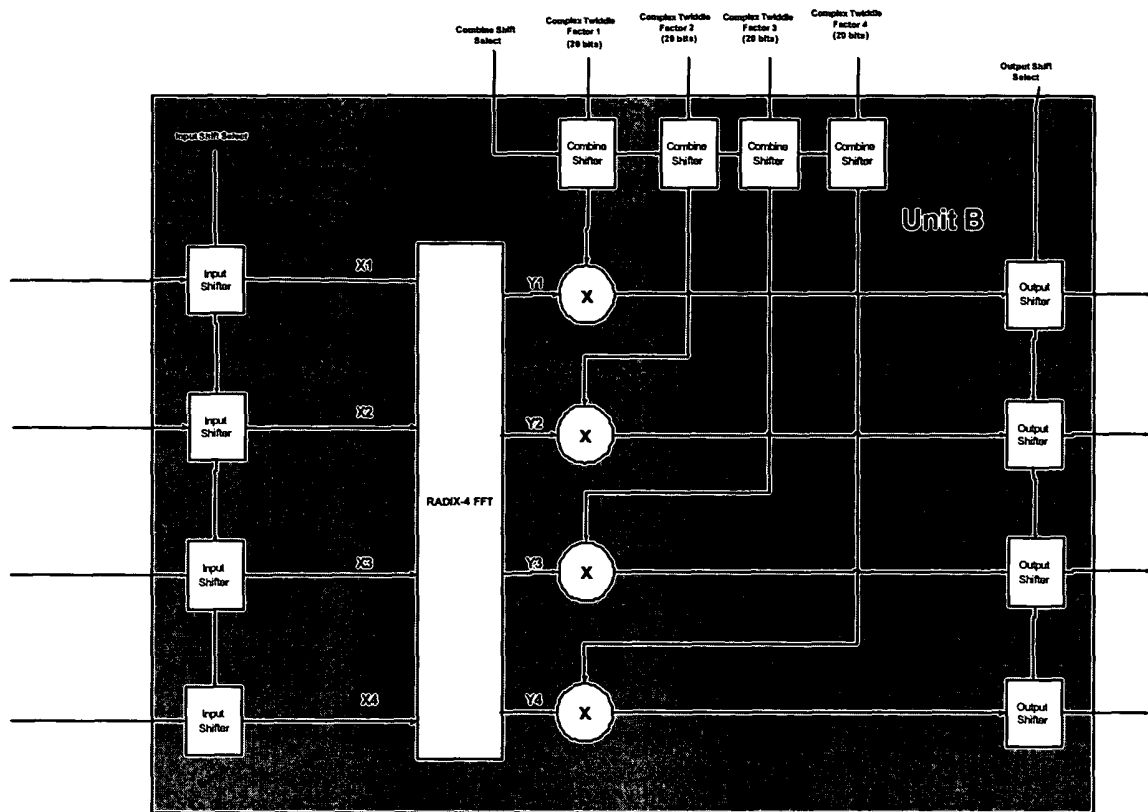 Combine Shift
Select
Complex Twiddle
Factor 1
(20 bits)
Complex Twiddle
Factor 2
(20 bits)
Complex Twiddle
Factor 3
(20 bits)
Complex Twiddle
Factor 4
(20 bits)
Output Shift
Select
Input Shift Select
Combine
Shifter
Combine
Shifter
Combine
Shifter
Combine
Shifter
Unit B
Input
Shifter
X1
Y1
X
Output
Shifter
Input
Shifter
X2
Y2
X
Output
Shifter
RADIX-4 FFT
Input
Shifter
X3
Y3
X
Output
Shifter
Input
Shifter
X4
Y4
X
Output
Shifter